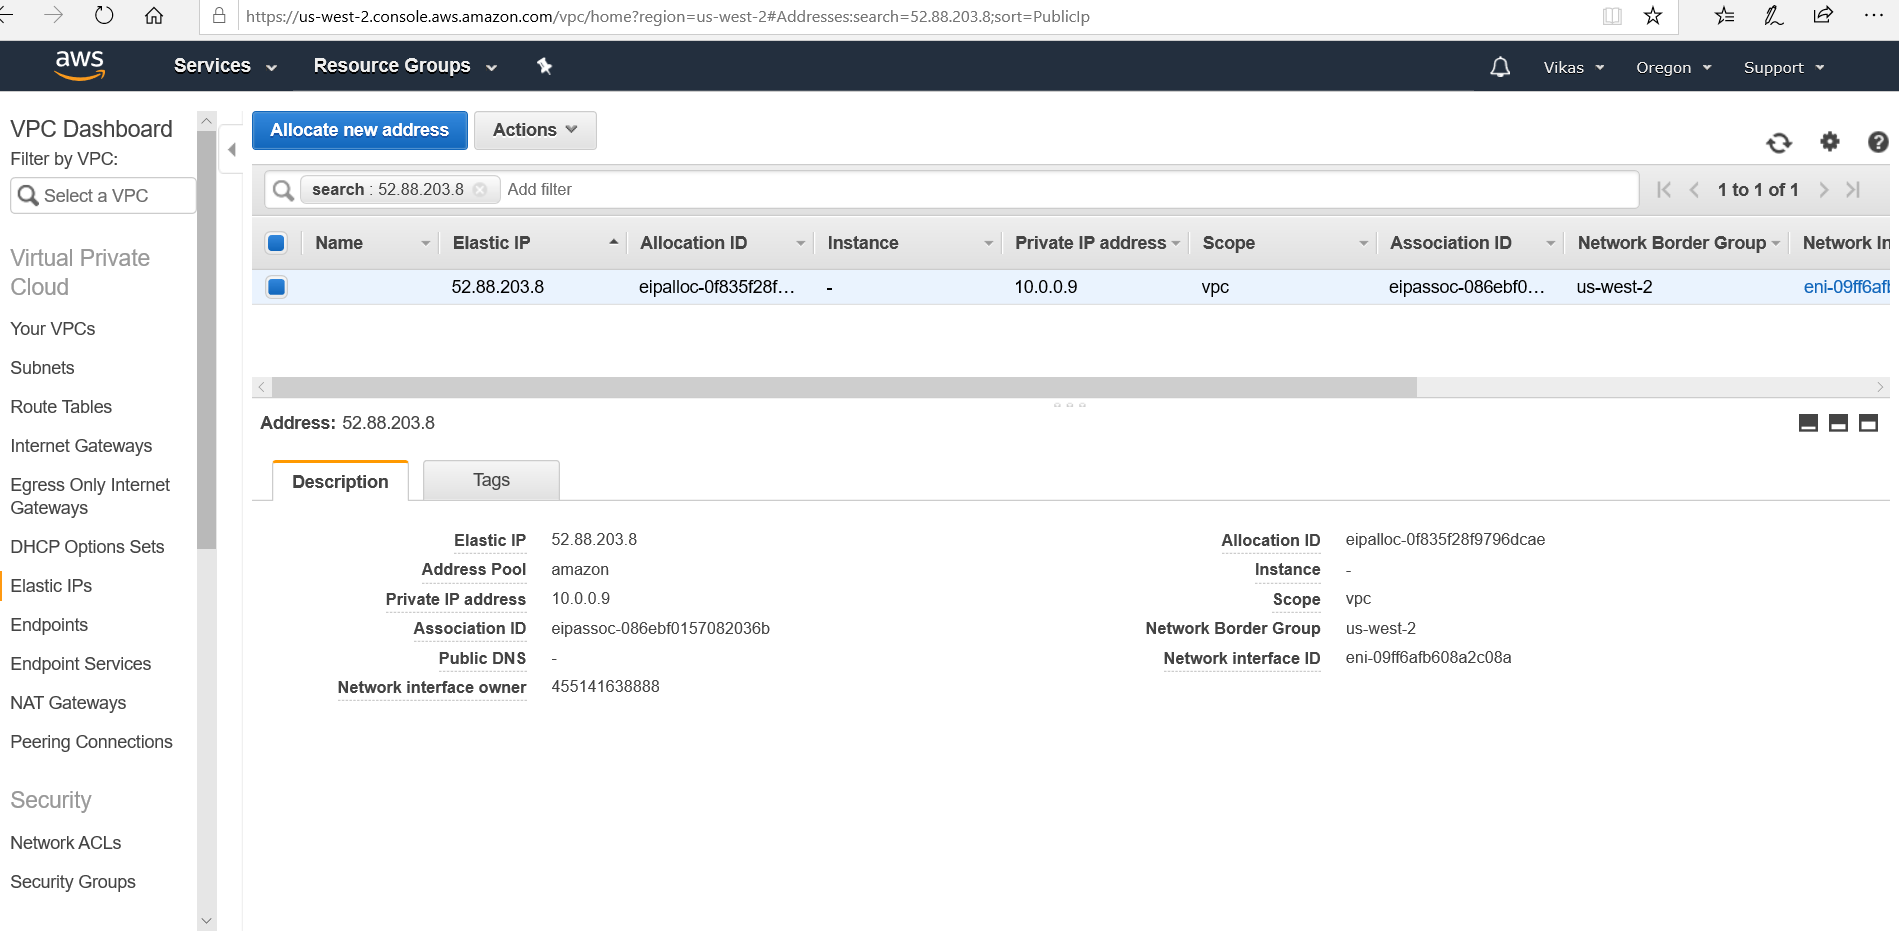 https://us-west-2.console.aws.amazon.com/vpc/home?region=us-west-2#Addresses:search=52.88.203.8;sort=PublicIp
aws
Services
Resource Groups
Vikas
Oregon
Support
VPC Dashboard
Filter by VPC:
Select a VPC
Virtual Private
Cloud
Your VPCs
Subnets
Route Tables
Internet Gateways
Egress Only Internet
Gateways
DHCP Options Sets
Elastic IPs
Endpoints
Endpoint Services
NAT Gateways
Peering Connections
Security
Network ACLs
Security Groups
Allocate new address
Actions
search : 52.88.203.8
Add filter
1 to 1 of 1
Name Elastic IP Allocation ID Instance Private IP address Scope Association ID Network Border Group Network In
52.88.203.8 eipalloc-0f835f28f... - 10.0.0.9 vpc eipassoc-086ebf0... us-west-2 eni-09ff6afb
Address: 52.88.203.8
Description
Tags
Elastic IP 52.88.203.8
Address Pool amazon
Private IP address 10.0.0.9
Association ID eipassoc-086ebf0157082036b
Public DNS -
Network interface owner 455141638888
Allocation ID eipalloc-0f835f28f9796dcae
Instance -
Scope vpc
Network Border Group us-west-2
Network interface ID eni-09ff6afb608a2c08a